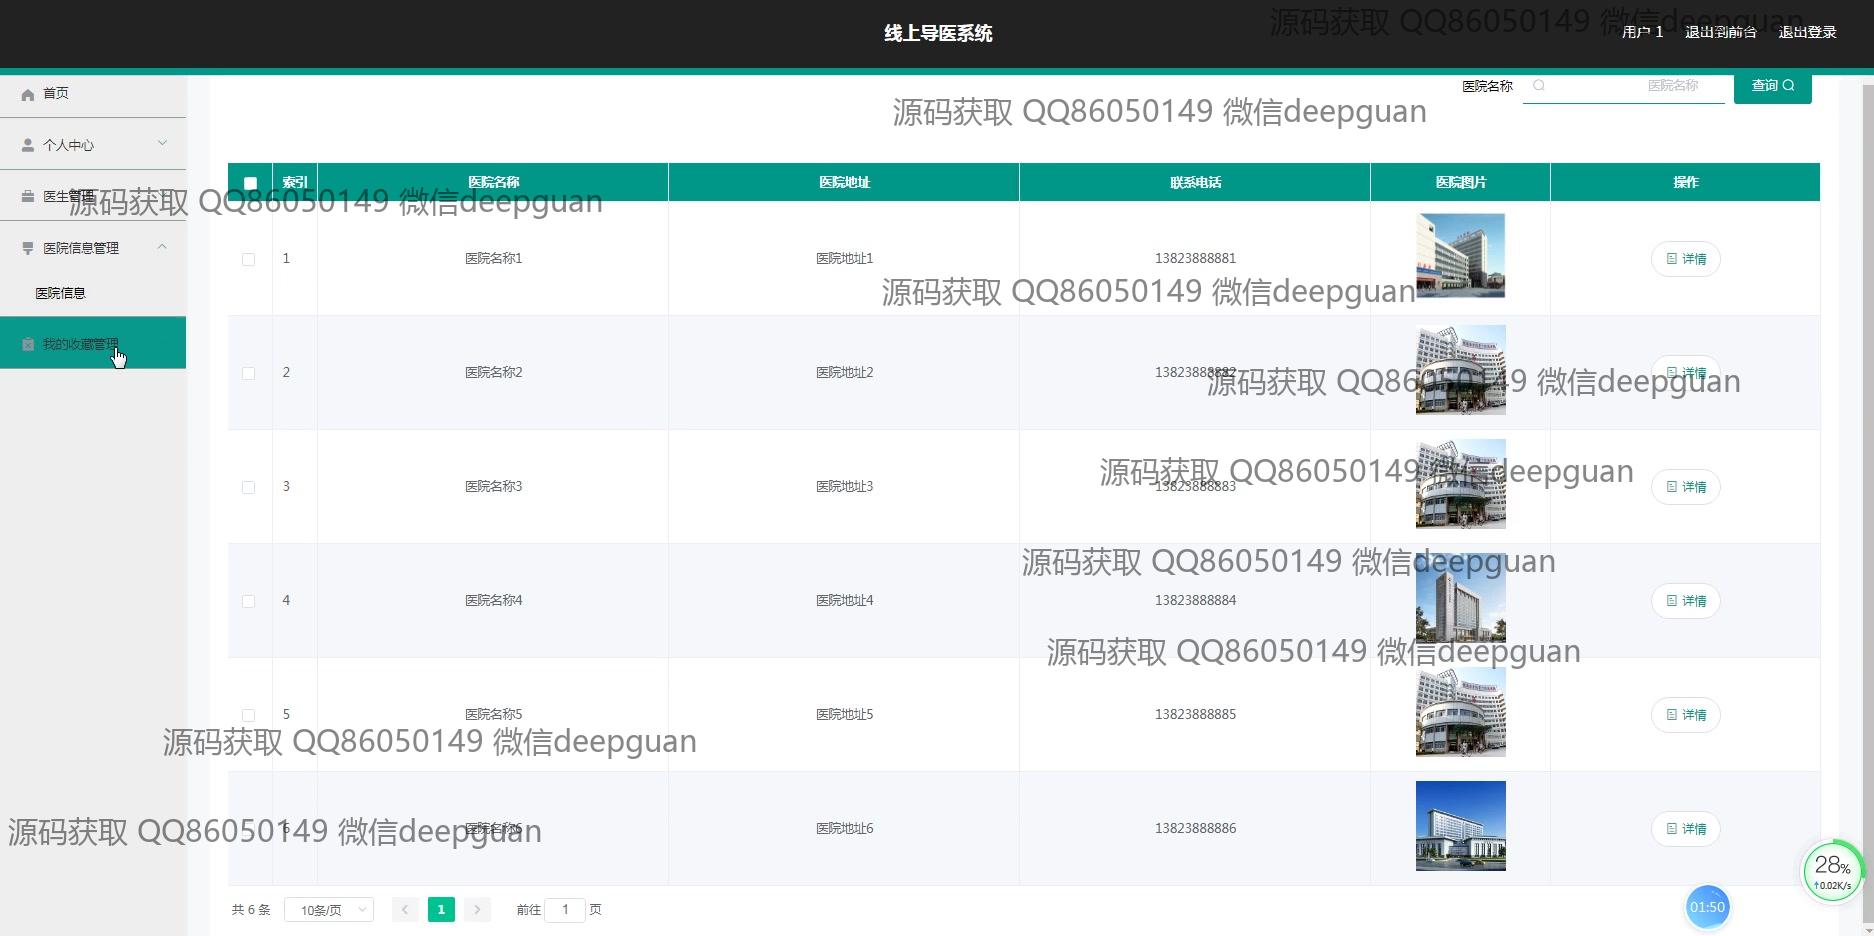 线上导医系统
源码获取 QQ86050149 微信deepguan
用户 1 退出到前台 退出登录
首页
医院名称 医院名称 查询
源码获取 QQ86050149 微信deepguan
个人中心
医生管理
源码获取 QQ86050149 微信deepguan
索引 医院名称 医院地址 联系电话 医院图片 操作
医院信息管理
1 医院名称1 医院地址1 13823888881 详情
医院信息
源码获取 QQ86050149 微信deepguan
我的收藏管理
2 医院名称2 医院地址2 13823888882 详情
源码获取 QQ86050149 微信deepguan
源码获取 QQ86050149 微信deepguan
3 医院名称3 医院地址3 13823888883 详情
源码获取 QQ86050149 微信deepguan
4 医院名称4 医院地址4 13823888884 详情
源码获取 QQ86050149 微信deepguan
5 医院名称5 医院地址5 13823888885 详情
源码获取 QQ86050149 微信deepguan
6 医院名称6 医院地址6 13823888886 详情
源码获取 QQ86050149 微信deepguan
28%
↑0.02K/s
共 6 条 10条/页 1 前往 1 页
01:50